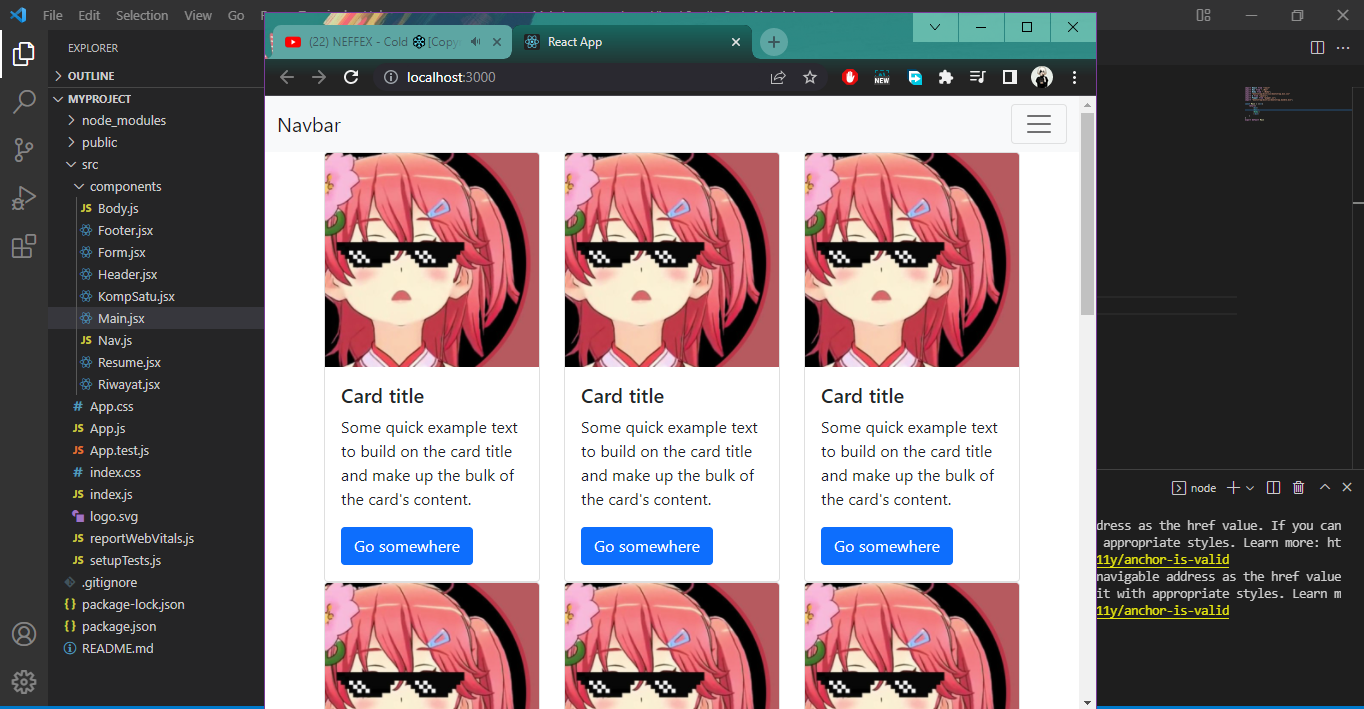 File Edit Selection View Go
EXPLORER
OUTLINE
MYPROJECT
node_modules
public
src
components
JS Body.js
Footer.jsx
Form.jsx
Header.jsx
KompSatu.jsx
Main.jsx
JS Nav.js
Resume.jsx
Riwayat.jsx
# App.css
JS App.js
JS App.test.js
# index.css
JS index.js
logo.svg
JS reportWebVitals.js
JS setupTests.js
.gitignore
{} package-lock.json
{} package.json
README.md
(22) NEFFEX - Cold ❄️[Copy
React App
localhost:3000
NEW
Navbar
Card title
Some quick example text
to build on the card title
and make up the bulk of
the card's content.
Go somewhere
Card title
Some quick example text
to build on the card title
and make up the bulk of
the card's content.
Go somewhere
Card title
Some quick example text
to build on the card title
and make up the bulk of
the card's content.
Go somewhere
node
dress as the href value. If you can
appropriate styles. Learn more: ht
11y/anchor-is-valid
navigable address as the href value
it with appropriate styles. Learn m
11y/anchor-is-valid